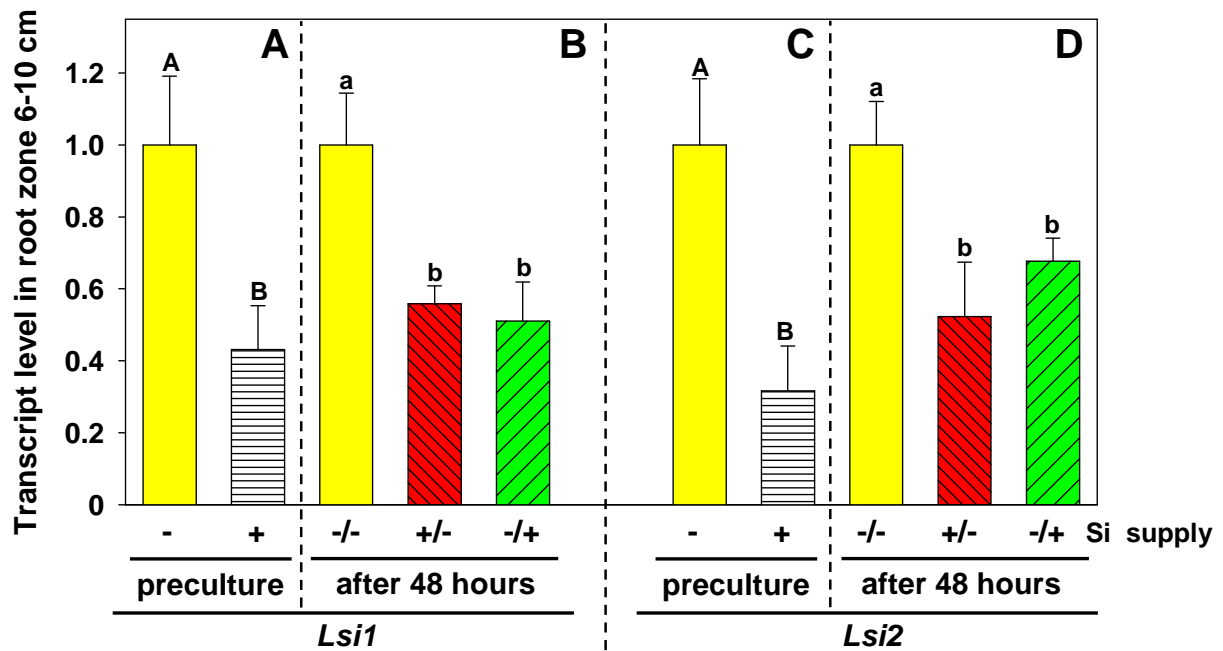 Transcript level in root zone 6-10 cm
A B C D
1.2
1.0
0.8
0.6
0.4
0.2
0
A B a b b A B a b b
- + -/- +/- -/+ - + -/- +/- -/+ Si supply
preculture after 48 hours preculture after 48 hours
Lsi1 Lsi2